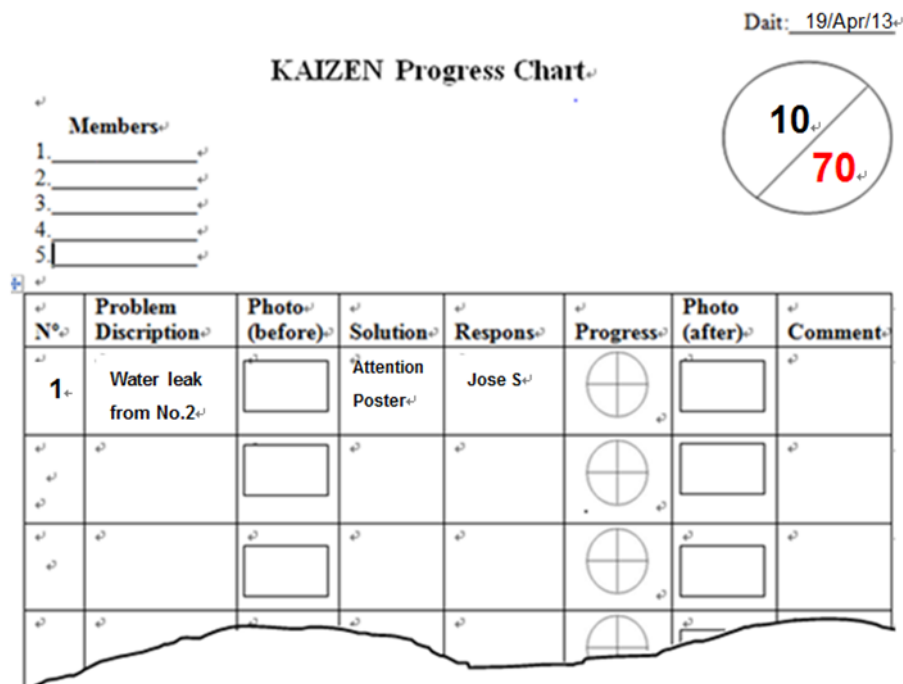 Dait: 19/Apr/13
KAIZEN Progress Chart
10
70
Members
1.
2.
3.
4.
5.
Nº
Problem
Discription
Photo
(before)
Solution
Respons
Progress
Photo
(after)
Comment
1
Water leak
from No.2
Attention
Poster
Jose S